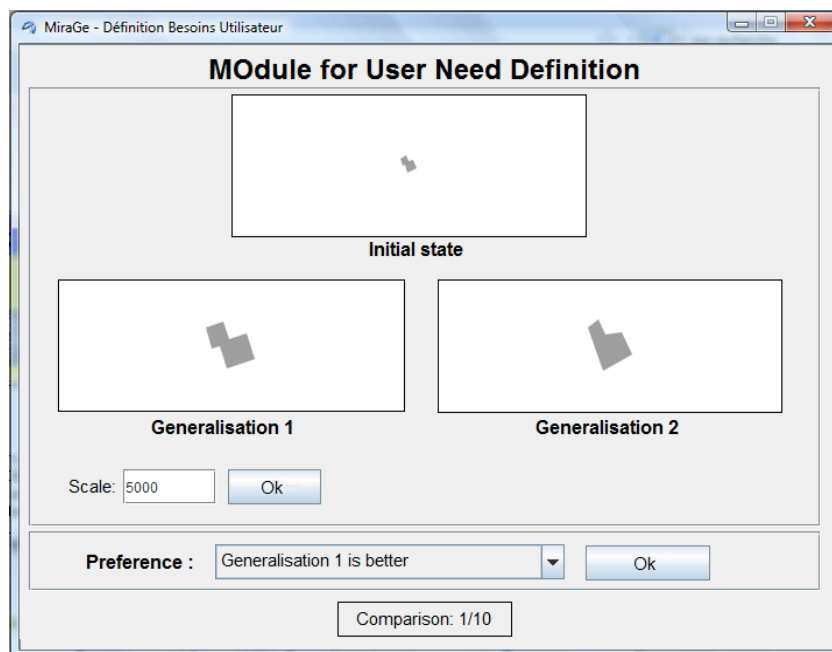 MiraGe - Définition Besoins Utilisateur
MOdule for User Need Definition
Initial state
Generalisation 1
Generalisation 2
Scale: 5000 Ok
Preference : Generalisation 1 is better Ok
Comparison: 1/10